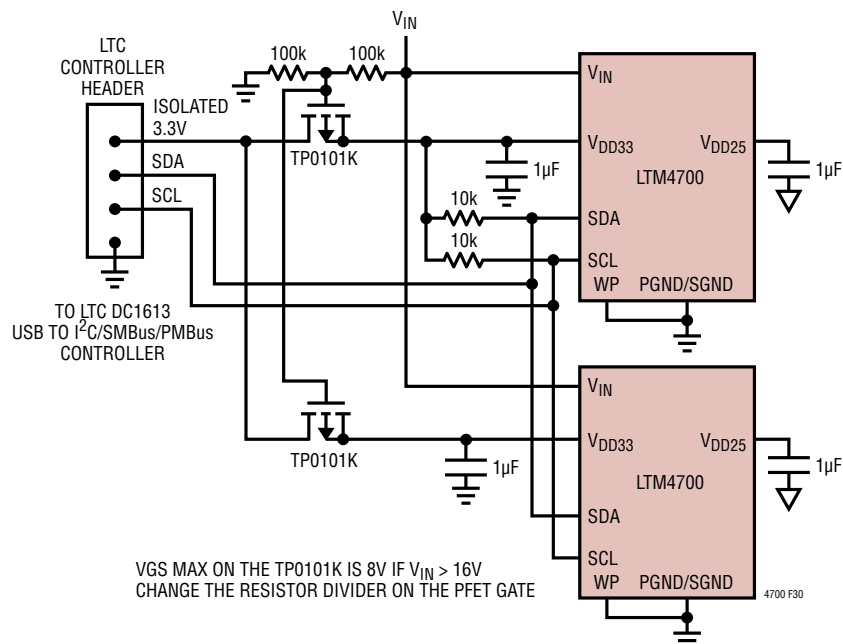 LTC
CONTROLLER
HEADER
ISOLATED
3.3V
SDA
SCL
TO LTC DC1613
USB TO I2C/SMBus/PMBus
CONTROLLER
VIN
100k
100k
TP0101K
1µF
10k
10k
VIN
VDD33
VDD25
LTM4700
SDA
SCL
WP
PGND/SGND
1µF
TP0101K
1µF
VIN
VDD33
VDD25
LTM4700
SDA
SCL
WP
PGND/SGND
1µF
VGS MAX ON THE TP0101K IS 8V IF VIN > 16V
CHANGE THE RESISTOR DIVIDER ON THE PFET GATE
4700 F30